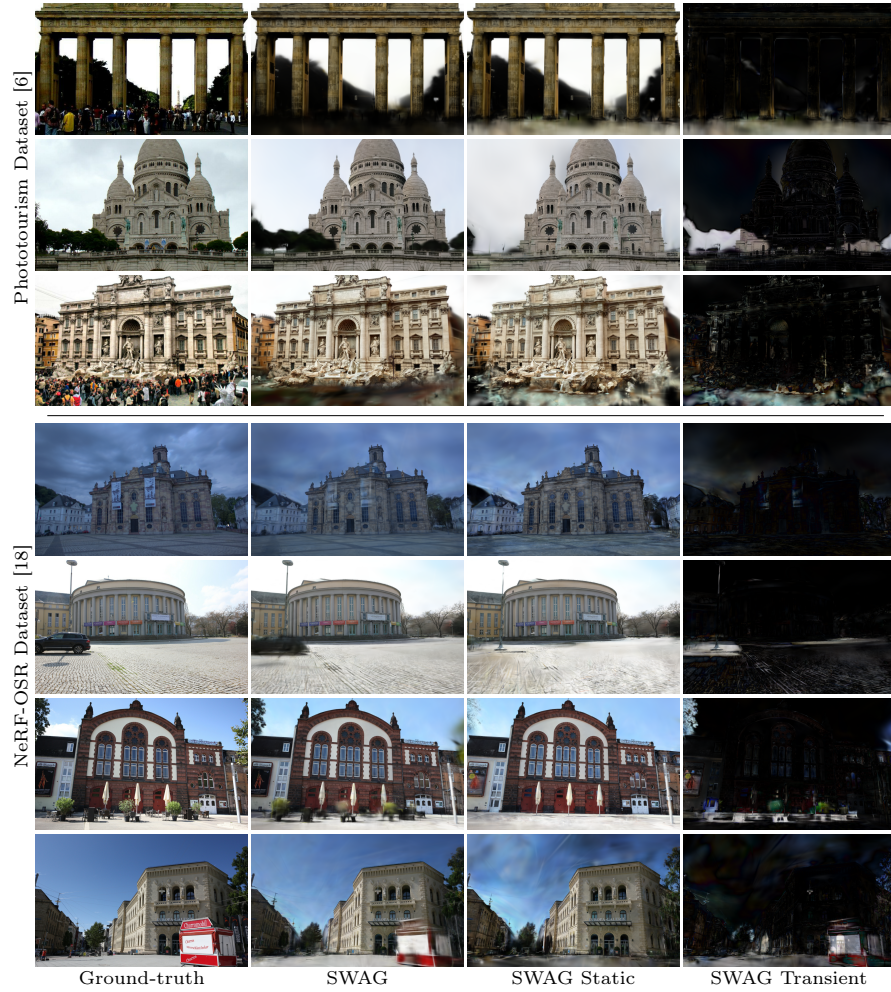 Phototourism Dataset [6]
NeRF-OSR Dataset [18]
Ground-truth
SWAG
SWAG Static
SWAG Transient